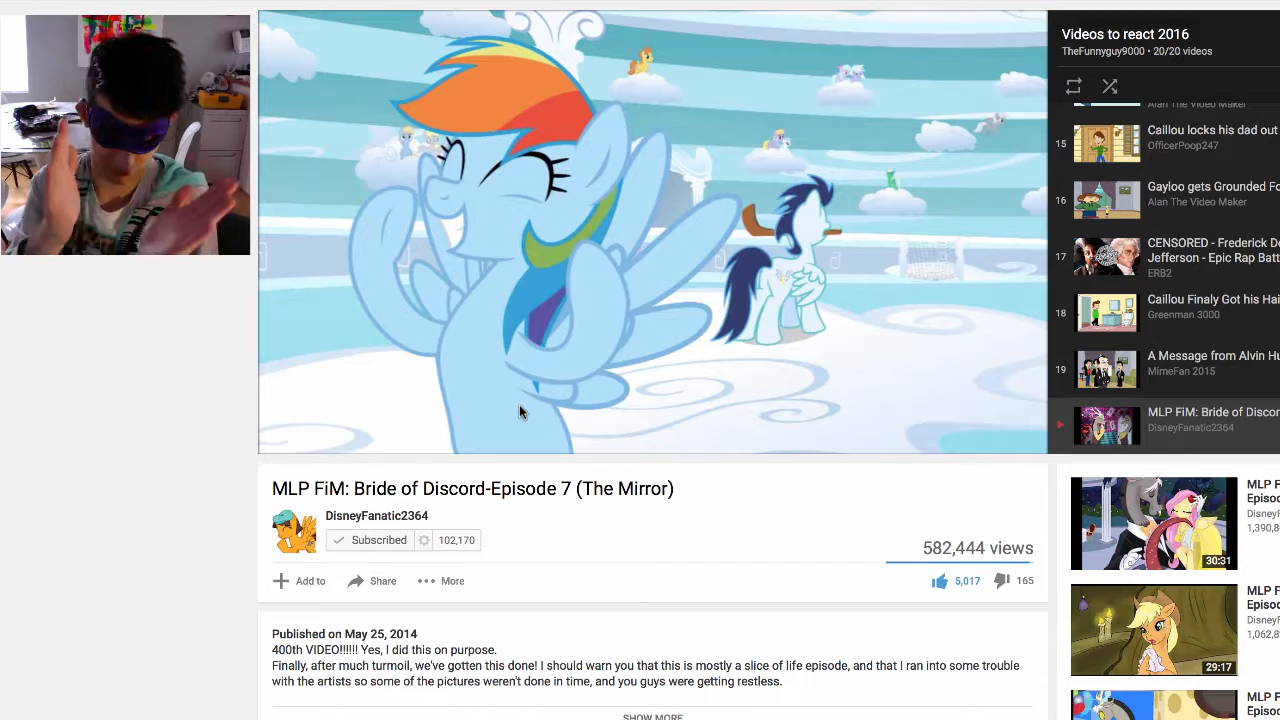 Videos to react 2016
TheFunnyguy9000 • 20/20 videos
Alan The Video Maker
15
Caillou locks his dad out
OfficerPoop247
16
Gayloo gets Grounded Fo
Alan The Video Maker
17
CENSORED - Frederick Do
Jefferson - Epic Rap Batt
ERB2
18
Caillou Finaly Got his Hai
Greenman 3000
19
A Message from Alvin Hu
MimeFan 2015
MLP FiM: Bride of Discor
DisneyFanatic2364
MLP FiM: Bride of Discord-Episode 7 (The Mirror)
DisneyFanatic2364
Subscribed 102,170
582,444 views
Add to Share More 5,017 165
Published on May 25, 2014
400th VIDEO!!!!!! Yes, I did this on purpose.
Finally, after much turmoil, we've gotten this done! I should warn you that this is mostly a slice of life episode, and that I ran into some trouble
with the artists so some of the pictures weren't done in time, and you guys were getting restless.
SHOW MORE
MLP F
Episo
DisneyF
1,390,8
30:31
MLP F
Episo
DisneyF
1,062,8
29:17
MLP F
Episo